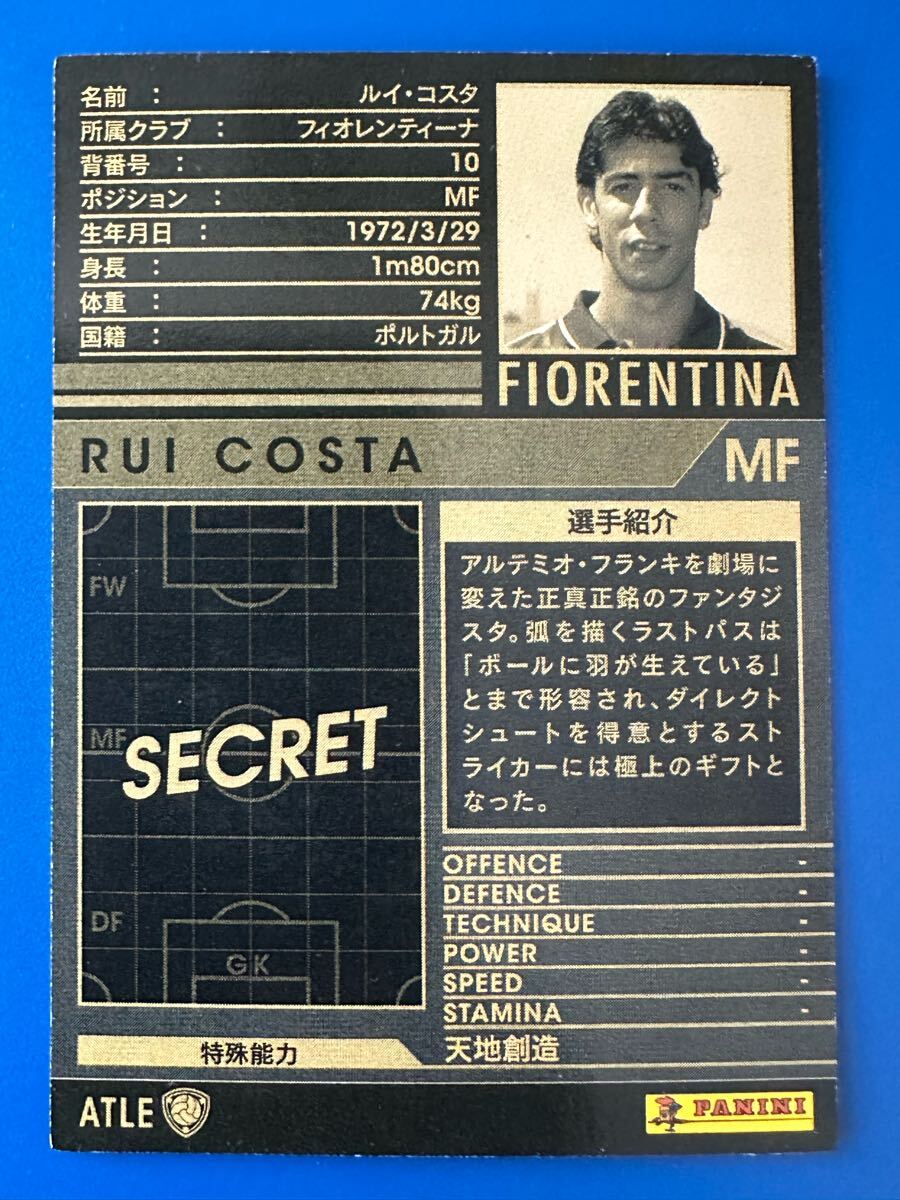 名前 ： ルイ・コスタ
所属クラブ ： フィオレンティーナ
背番号 ： 10
ポジション ： MF
生年月日 ： 1972/3/29
身長 ： 1m80cm
体重 ： 74kg
国籍 ： ポルトガル
FIORENTINA
RUI COSTA
MF
FW
MF
SECRET
DF
GK
選手紹介
アルテミオ・フランキを劇場に
変えた正真正銘のファンタジ
スタ。弧を描くラストパスは
「ボールに羽が生えている」
とまで形容され、ダイレクト
シュートを得意とするスト
ライカーには極上のギフトと
なった。
OFFENCE -
DEFENCE -
TECHNIQUE -
POWER -
SPEED -
STAMINA -
特殊能力 天地創造
ATLE
PANINI